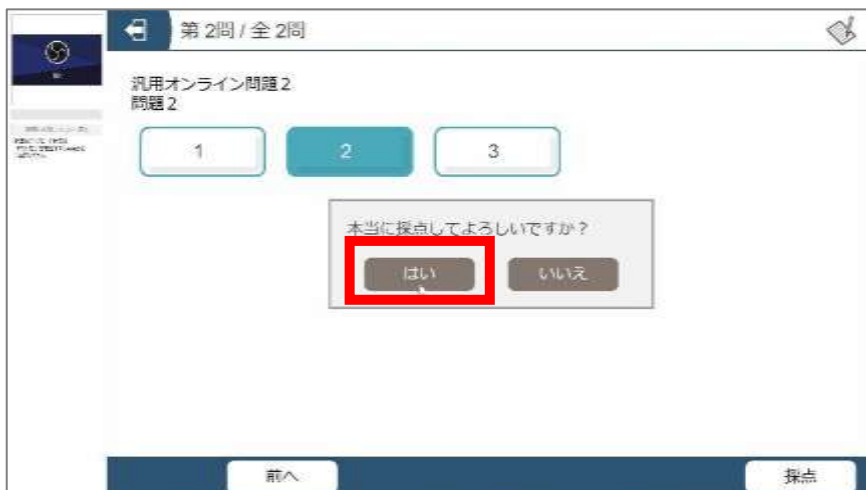 第 2問 / 全 2問
汎用オンライン問題２
問題２
1 2 3
本当に採点してよろしいですか？
はい いいえ
前へ 採点